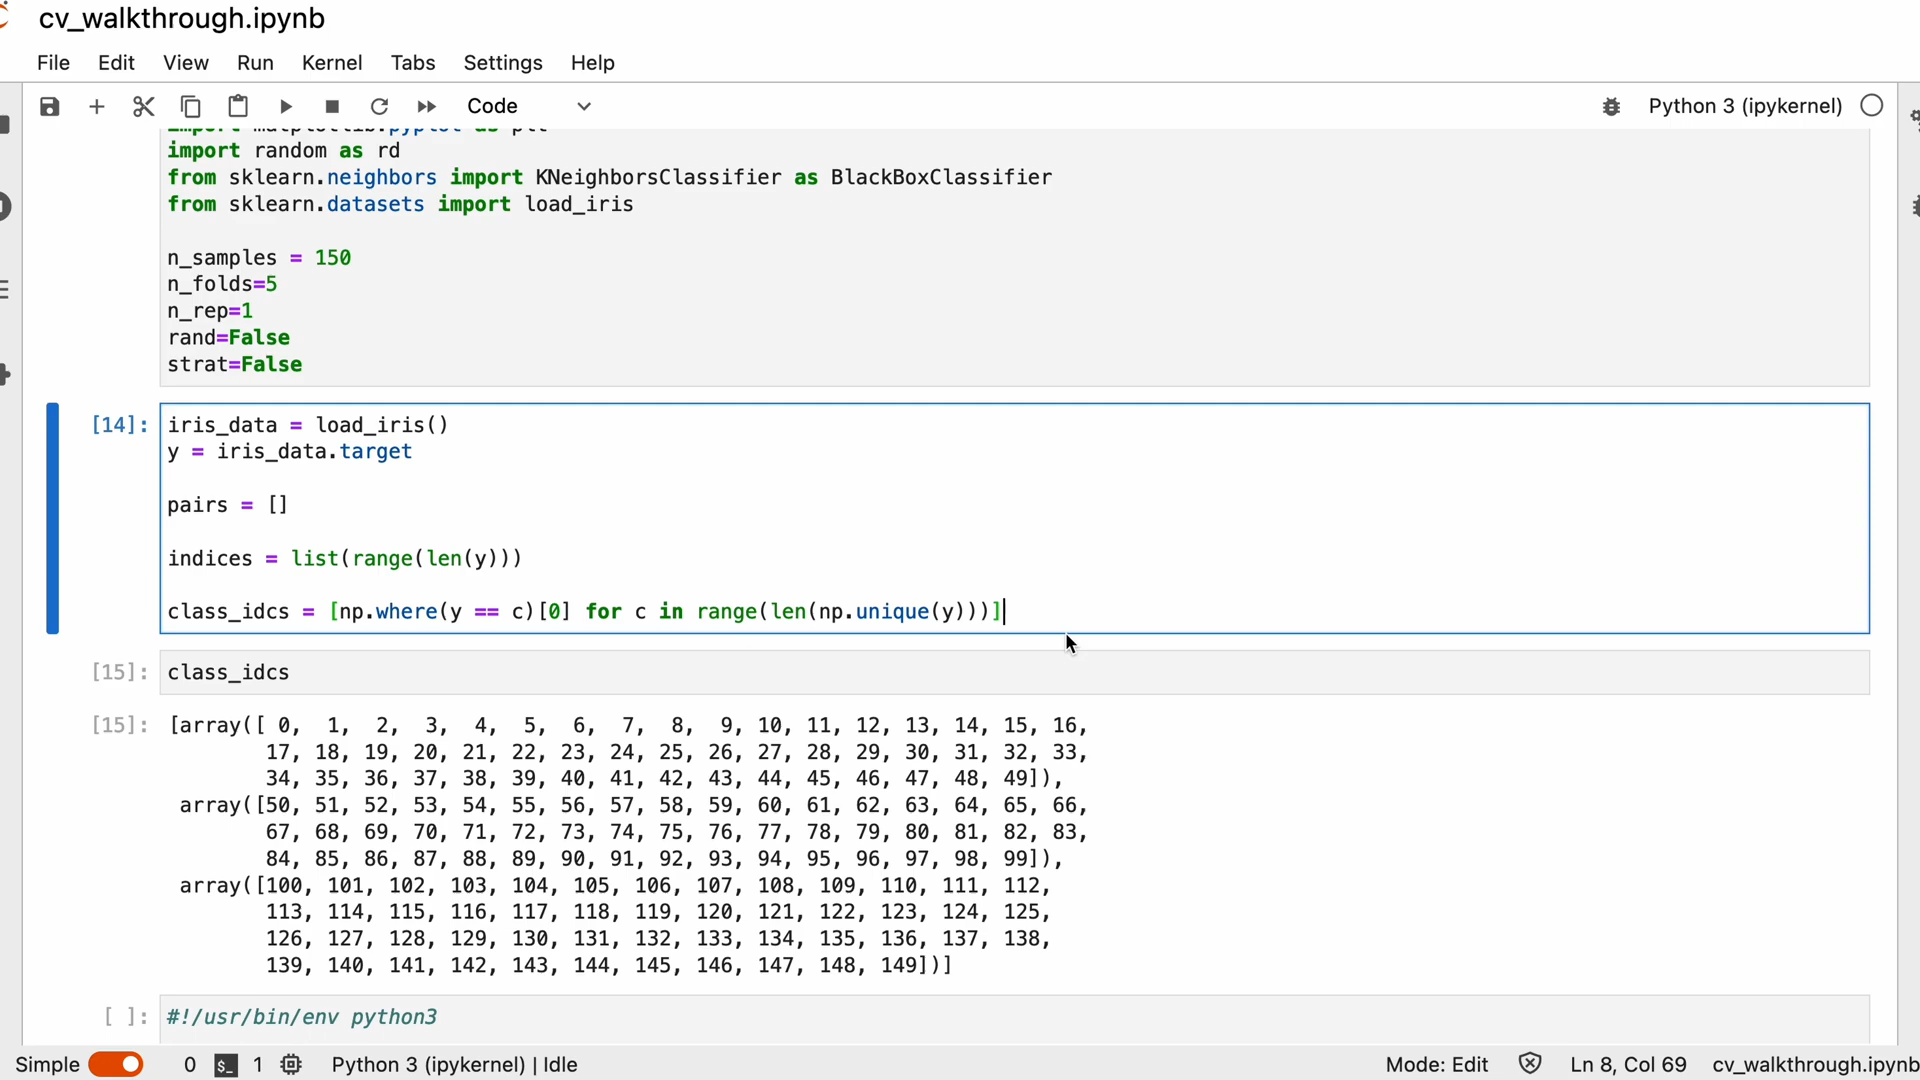 cv_walkthrough.ipynb
File Edit View Run Kernel Tabs Settings Help
Code Python 3 (ipykernel)
import matplotlib.pyplot as plt
import random as rd
from sklearn.neighbors import KNeighborsClassifier as BlackBoxClassifier
from sklearn.datasets import load_iris
n_samples = 150
n_folds=5
n_rep=1
rand=False
strat=False
[14]: iris_data = load_iris()
y = iris_data.target
pairs = []
indices = list(range(len(y)))
class_idcs = [np.where(y == c)[0] for c in range(len(np.unique(y)))]
[15]: class_idcs
[15]: [array([ 0, 1, 2, 3, 4, 5, 6, 7, 8, 9, 10, 11, 12, 13, 14, 15, 16,
17, 18, 19, 20, 21, 22, 23, 24, 25, 26, 27, 28, 29, 30, 31, 32, 33,
34, 35, 36, 37, 38, 39, 40, 41, 42, 43, 44, 45, 46, 47, 48, 49]),
array([50, 51, 52, 53, 54, 55, 56, 57, 58, 59, 60, 61, 62, 63, 64, 65, 66,
67, 68, 69, 70, 71, 72, 73, 74, 75, 76, 77, 78, 79, 80, 81, 82, 83,
84, 85, 86, 87, 88, 89, 90, 91, 92, 93, 94, 95, 96, 97, 98, 99]),
array([100, 101, 102, 103, 104, 105, 106, 107, 108, 109, 110, 111, 112,
113, 114, 115, 116, 117, 118, 119, 120, 121, 122, 123, 124, 125,
126, 127, 128, 129, 130, 131, 132, 133, 134, 135, 136, 137, 138,
139, 140, 141, 142, 143, 144, 145, 146, 147, 148, 149])]
[ ]: #!/usr/bin/env python3
Simple 0 $_ 1 Python 3 (ipykernel) | Idle Mode: Edit Ln 8, Col 69 cv_walkthrough.ipynb